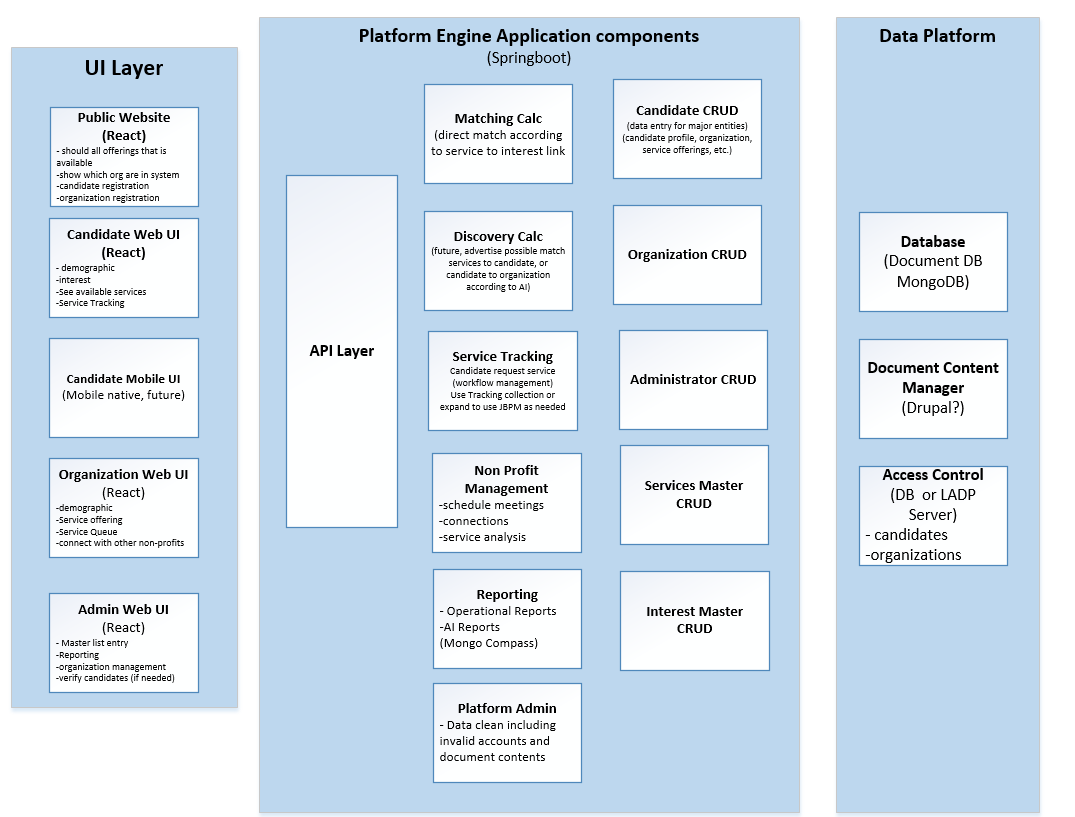 UI Layer
Public Website
(React)
- should all offerings that is
available
-show which org are in system
-candidate registration
-organization registration
Candidate Web UI
(React)
- demographic
-interest
-See available services
-Service Tracking
Candidate Mobile UI
(Mobile native, future)
Organization Web UI
(React)
-demographic
-Service offering
-Service Queue
-connect with other non-profits
Admin Web UI
(React)
- Master list entry
-Reporting
-organization management
-verify candidates (if needed)
Platform Engine Application components
(Springboot)
API Layer
Matching Calc
(direct match according
to service to interest link
Discovery Calc
(future, advertise possible match
services to candidate, or
candidate to organization
according to AI)
Service Tracking
Candidate request service
(workflow management)
Use Tracking collection or
expand to use JBPM as needed
Non Profit
Management
-schedule meetings
-connections
-service analysis
Reporting
- Operational Reports
-AI Reports
(Mongo Compass)
Platform Admin
- Data clean including
invalid accounts and
document contents
Candidate CRUD
(data entry for major entities)
(candidate profile, organization,
service offerings, etc.)
Organization CRUD
Administrator CRUD
Services Master
CRUD
Interest Master
CRUD
Data Platform
Database
(Document DB
MongoDB)
Document Content
Manager
(Drupal?)
Access Control
(DB or LADP
Server)
- candidates
-organizations